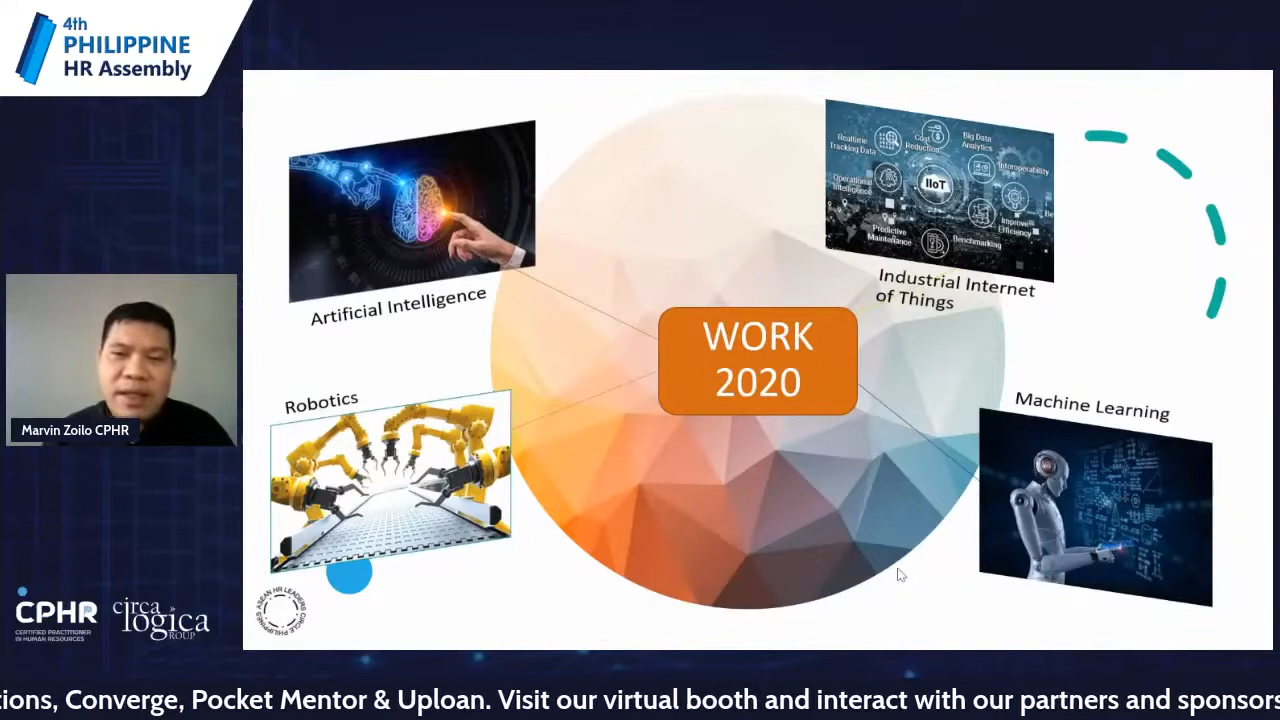 4th
PHILIPPINE
HR Assembly
Realtime
Tracking Data
Cost
Reduction
Big Data
Analytics
Interoperability
Operational
Intelligence
IIoT
Improve
Efficiency
Be
Predictive
Maintenance
Benchmarking
Industrial Internet
of Things
Artificial Intelligence
WORK
2020
Robotics
Machine Learning
Marvin Zoilo CPHR
ASEAN HR LEADERS CIRCLE PHILIPPINES
CPHR
CERTIFIED PRACTITIONER
IN HUMAN RESOURCES
circa
logica
GROUP
tions, Converge, Pocket Mentor & Uploan. Visit our virtual booth and interact with our partners and sponsors